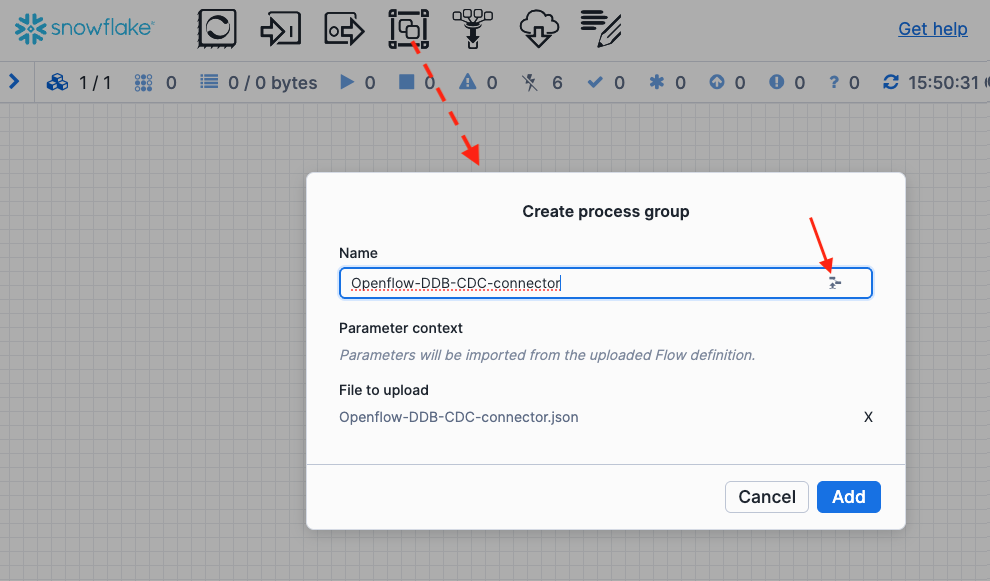 snowflake®
Get help
1 / 1 0 0 / 0 bytes 0 0 0 6 0 0 0 0 ? 0 15:50:31
Create process group
Name
Openflow-DDB-CDC-connector
Parameter context
Parameters will be imported from the uploaded Flow definition.
File to upload
Openflow-DDB-CDC-connector.json X
Cancel Add